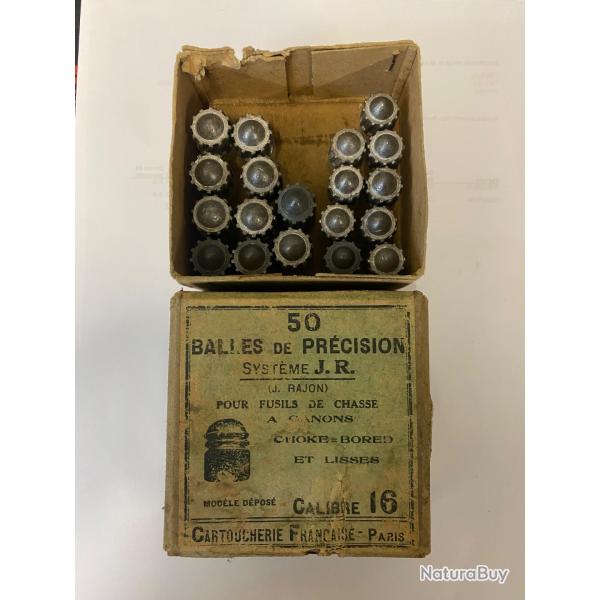 50
BALLES DE PRÉCISION
SYSTÈME J.R.
(J. RAJON)
POUR FUSILS DE CHASSE
A CANONS
CHOKE=BORED
ET LISSES
MODÈLE DÉPOSÉ CALIBRE 16
CARTOUCHERIE FRANÇAISE - PARIS
NaturaBuy